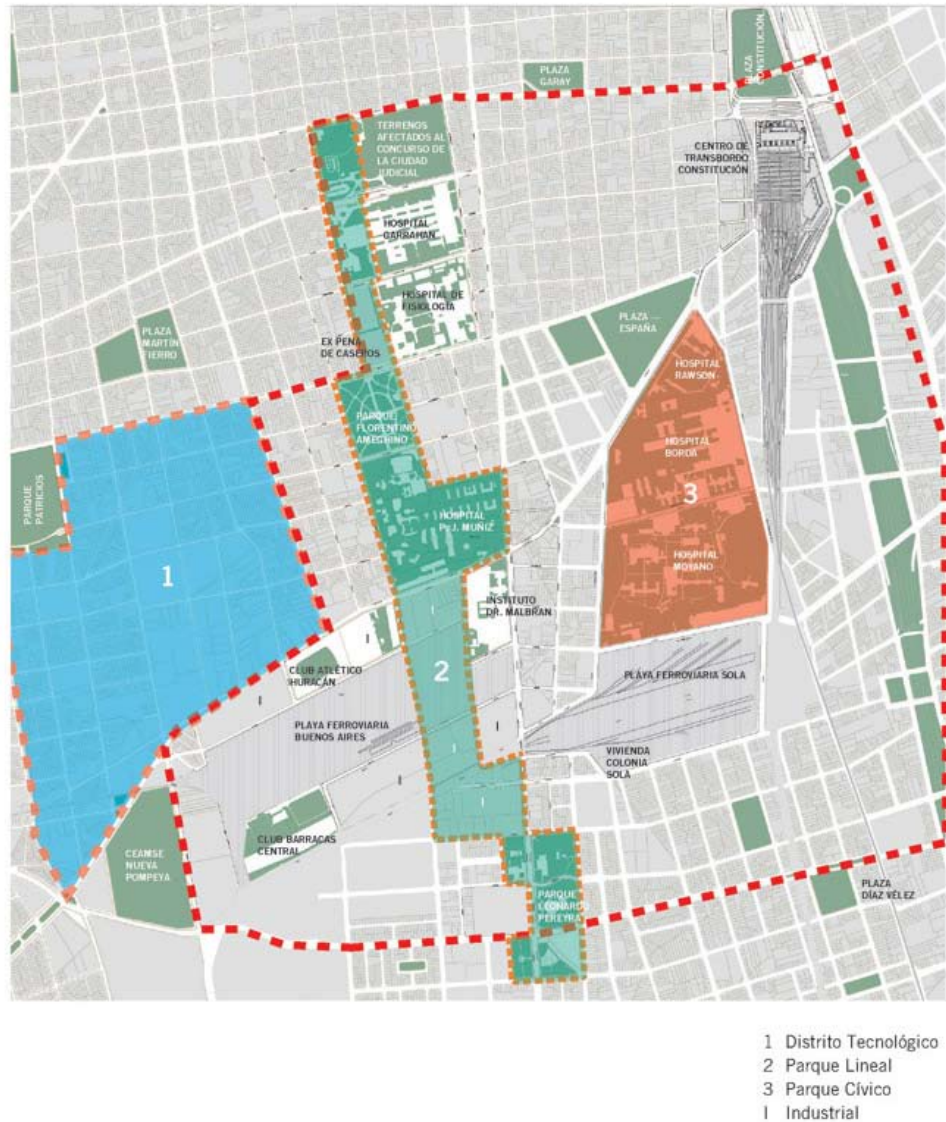 PLAZA
CONSTITUCIÓN
PLAZA
GARAY
TERRENOS
AFECTADOS AL
CONCURSO DE
LA CIUDAD
JUDICIAL
CENTRO DE
TRANSBORDO
CONSTITUCIÓN
HOSPITAL
GARRAHAN
HOSPITAL DE
FISIOLOGÍA
PLAZA
ESPAÑA
PLAZA
MARTÍN
FIERRO
EX PENA
DE CASEROS
HOSPITAL
RAWSON
PARQUE
FLORENTINO
AMEGHINO
HOSPITAL
BORDA
PARQUE
PATRICIOS
3
HOSPITAL
P. J. MUÑIZ
HOSPITAL
MOYANO
1
INSTITUTO
DR. MALBRAN
I
I
2
CLUB ATLÉTICO
HURACÁN
PLAYA FERROVIARIA SOLA
I
I
PLAYA FERROVIARIA
BUENOS AIRES
VIVIENDA
COLONIA
SOLA
I
I
I
CLUB BARRACAS
CENTRAL
CEAMSE
NUEVA
POMPEYA
I
PLAZA
DÍAZ VÉLEZ
PARQUE
LEONARDO
PEREYRA
1 Distrito Tecnológico
2 Parque Lineal
3 Parque Cívico
I Industrial